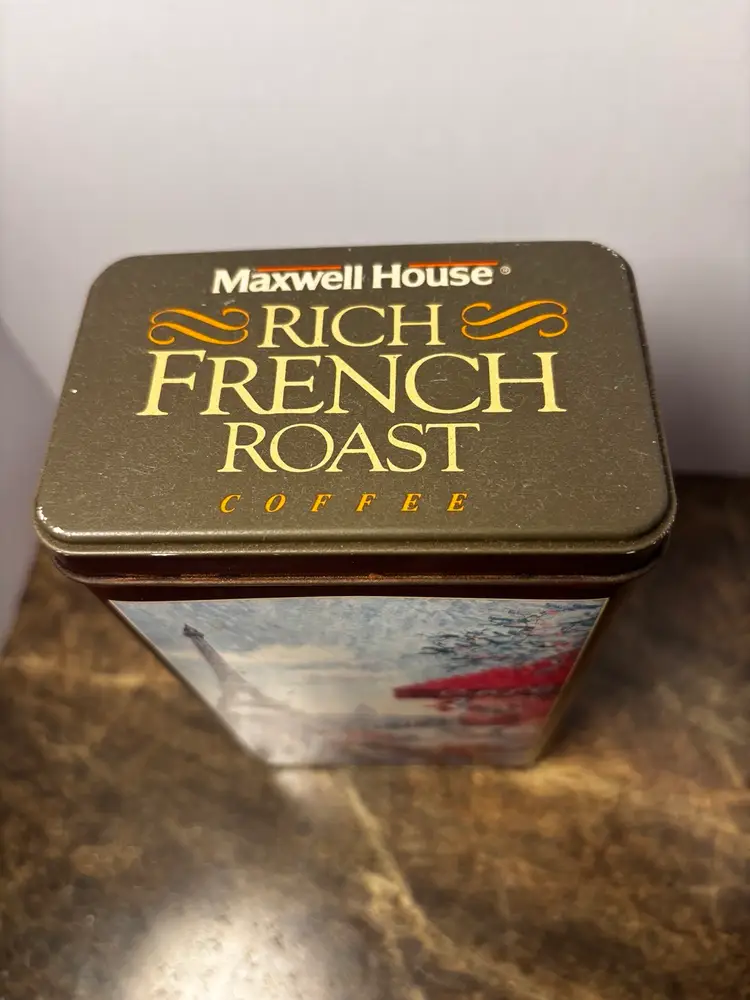 Maxwell House®
RICH
FRENCH
ROAST
COFFEE